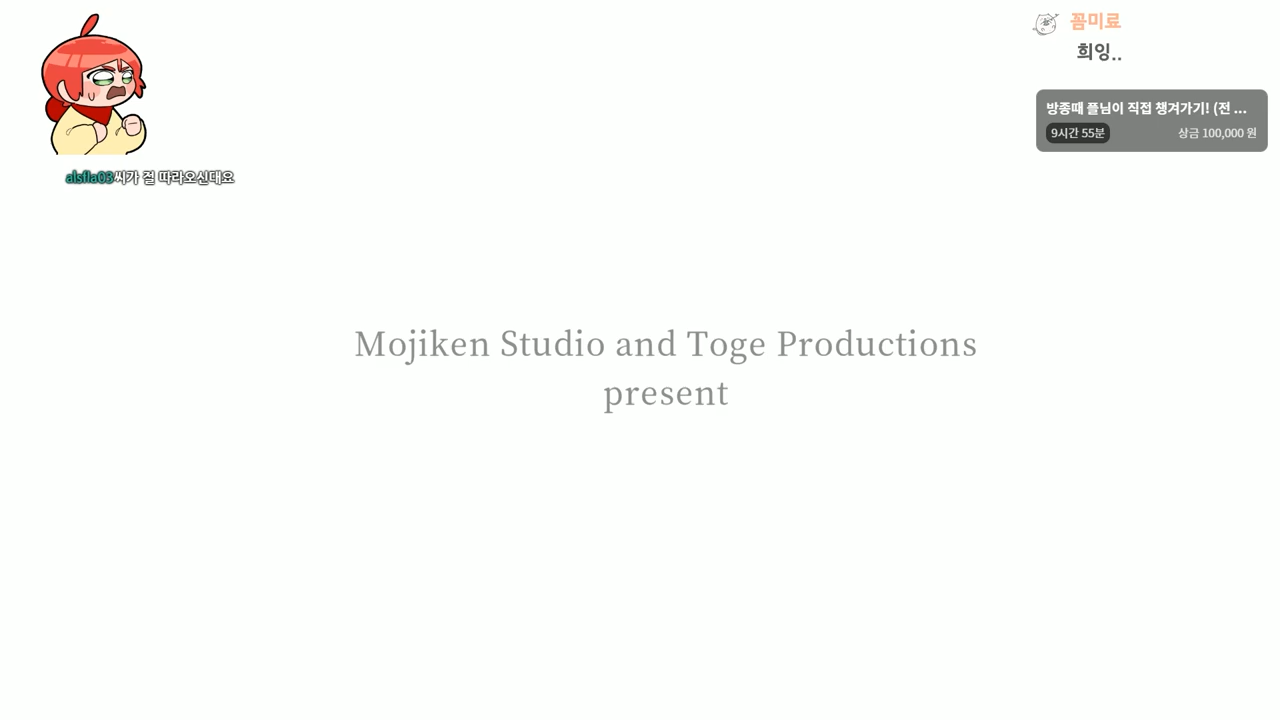 꼼미료
희잉..
방종때 플님이 직접 챙겨가기! (전 ...
9시간 55분
상금 100,000 원
alsfla03씨가 절 따라오신대요
Mojiken Studio and Toge Productions
present